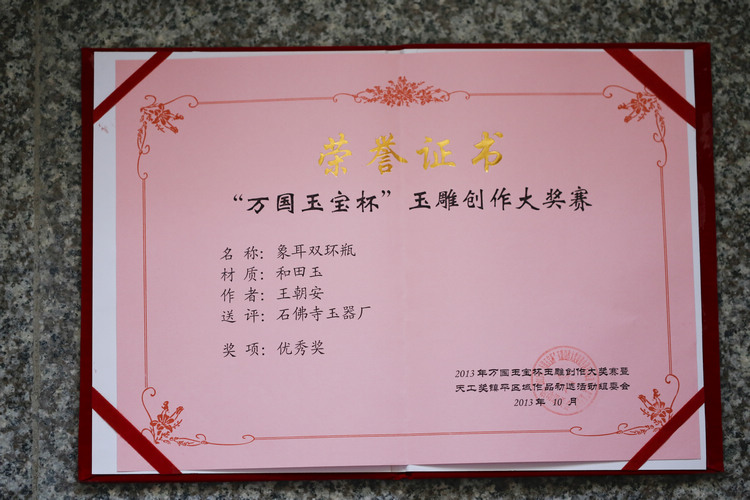 荣誉证书
“万国玉宝杯”玉雕创作大奖赛
名 称：象耳双环瓶
材 质：和田玉
作 者：王朝安
送 评：石佛寺玉器厂
奖 项：优秀奖
2013年万国玉宝杯玉雕创作大奖赛暨
天工奖镇平区域作品初选活动组委会
2013年 10 月